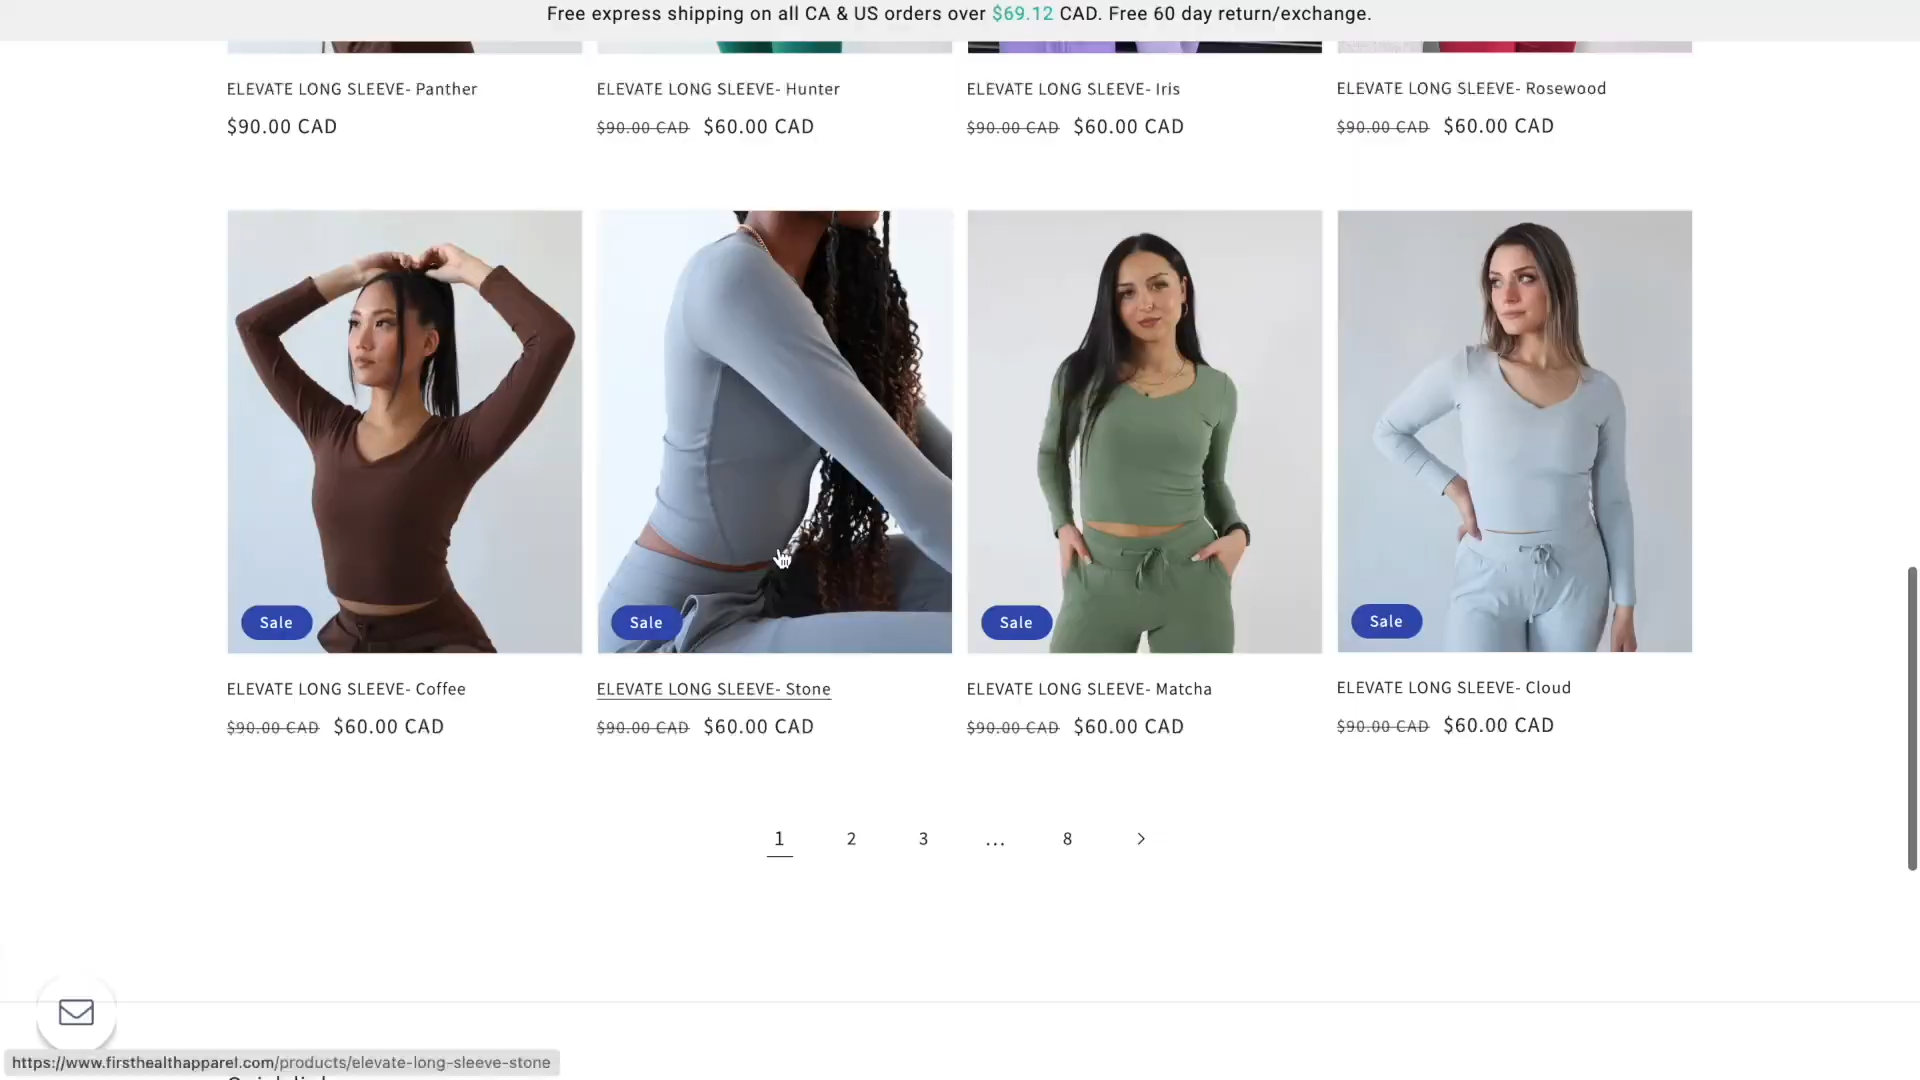 Free express shipping on all CA & US orders over $69.12 CAD. Free 60 day return/exchange.
ELEVATE LONG SLEEVE- Panther
$90.00 CAD
ELEVATE LONG SLEEVE- Hunter
$90.00 CAD $60.00 CAD
ELEVATE LONG SLEEVE- Iris
$90.00 CAD $60.00 CAD
ELEVATE LONG SLEEVE- Rosewood
$90.00 CAD $60.00 CAD
Sale
ELEVATE LONG SLEEVE- Coffee
$90.00 CAD $60.00 CAD
Sale
ELEVATE LONG SLEEVE- Stone
$90.00 CAD $60.00 CAD
Sale
ELEVATE LONG SLEEVE- Matcha
$90.00 CAD $60.00 CAD
Sale
ELEVATE LONG SLEEVE- Cloud
$90.00 CAD $60.00 CAD
1 2 3 ... 8
https://www.firsthealthapparel.com/products/elevate-long-sleeve-stone